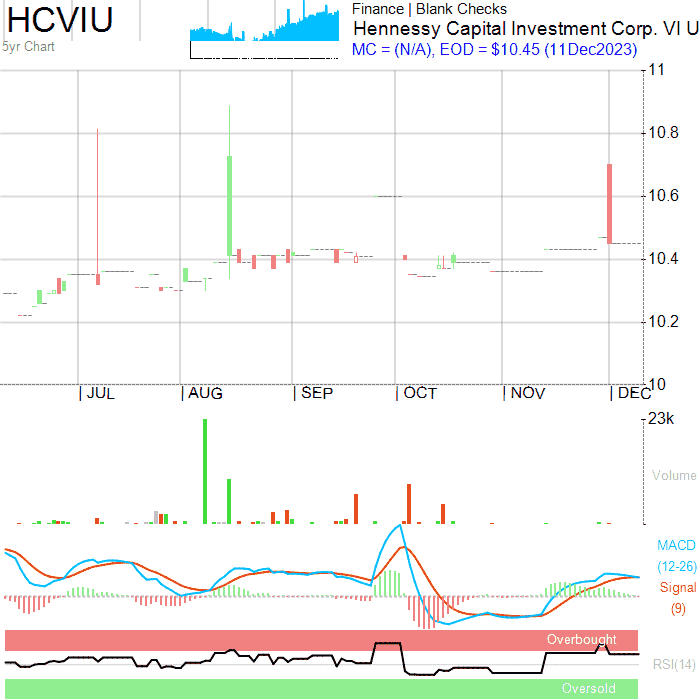 HCVIU
5yr Chart
Finance | Blank Checks
Hennessy Capital Investment Corp. VI U
MC = (N/A), EOD = $10.45 (11Dec2023)
11
10.8
10.6
10.4
10.2
10
| JUL | AUG | SEP | OCT | NOV | DEC
23k
Volume
MACD
(12-26)
Signal
(9)
Overbought
RSI(14)
Oversold